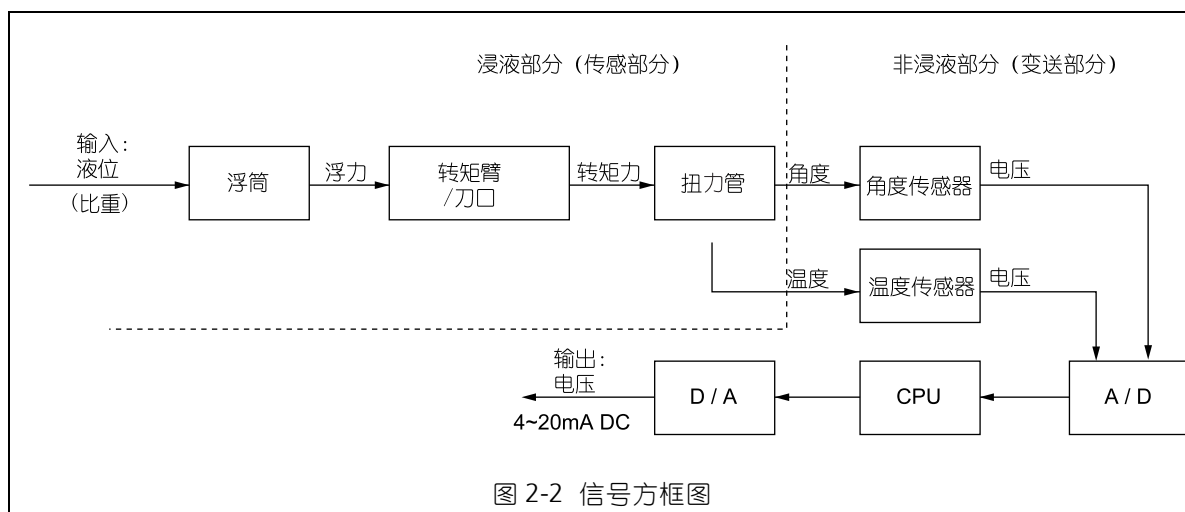 浸液部分 (传感部分)
非浸液部分 (变送部分)
输入:
液位
(比重)
浮筒
浮力
转矩臂
/刀口
转矩力
扭力管
角度
角度传感器
电压
温度
温度传感器
电压
输出:
电压
4~20mA DC
D / A
CPU
A / D
图 2-2 信号方框图